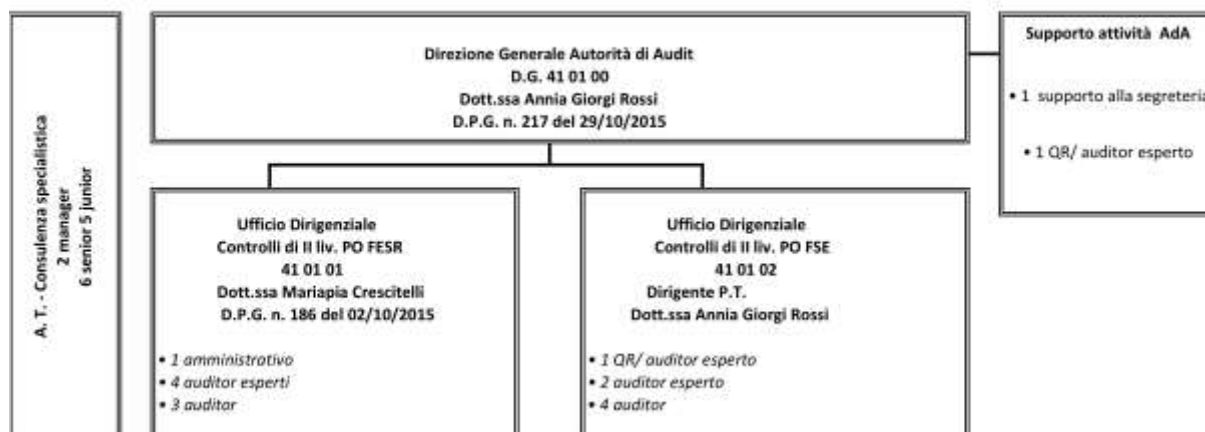 A. T. - Consulenza specialistica
2 manager
6 senior 5 junior
Direzione Generale Autorità di Audit
D.G. 41 01 00
Dott.ssa Annia Giorgi Rossi
D.P.G. n. 217 del 29/10/2015
Supporto attività AdA
• 1 supporto alla segreteria
• 1 QR/ auditor esperto
Ufficio Dirigenziale
Controlli di II liv. PO FESR
41 01 01
Dott.ssa Mariapia Crescitelli
D.P.G. n. 186 del 02/10/2015
• 1 amministrativo
• 4 auditor esperti
• 3 auditor
Ufficio Dirigenziale
Controlli di II liv. PO FSE
41 01 02
Dirigente P.T.
Dott.ssa Annia Giorgi Rossi
• 1 QR/ auditor esperto
• 2 auditor esperto
• 4 auditor